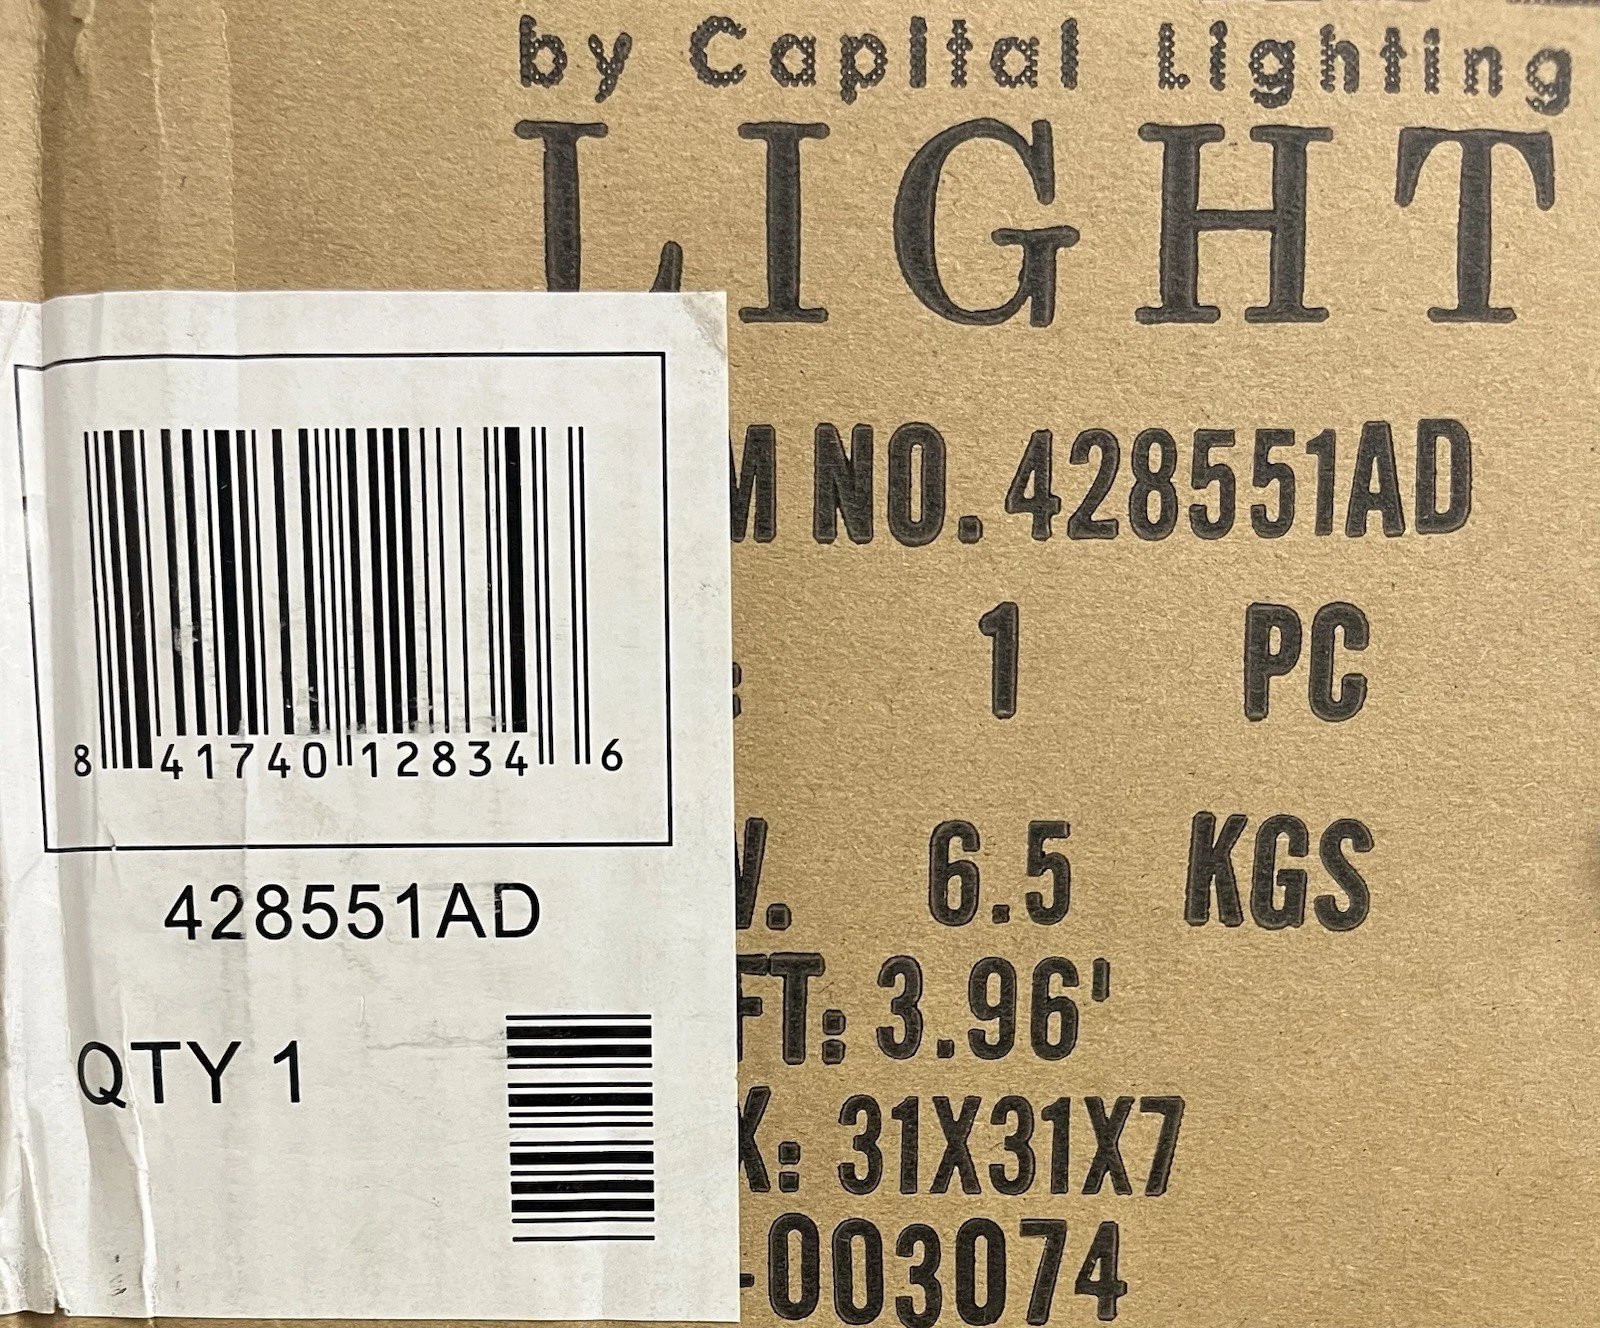 by Capital Lighting
LIGHT
M NO. 428551AD
: 1 PC
W. 6.5 KGS
FT: 3.96'
X: 31X31X7
-003074
8 41740 12834 6
428551AD
QTY 1